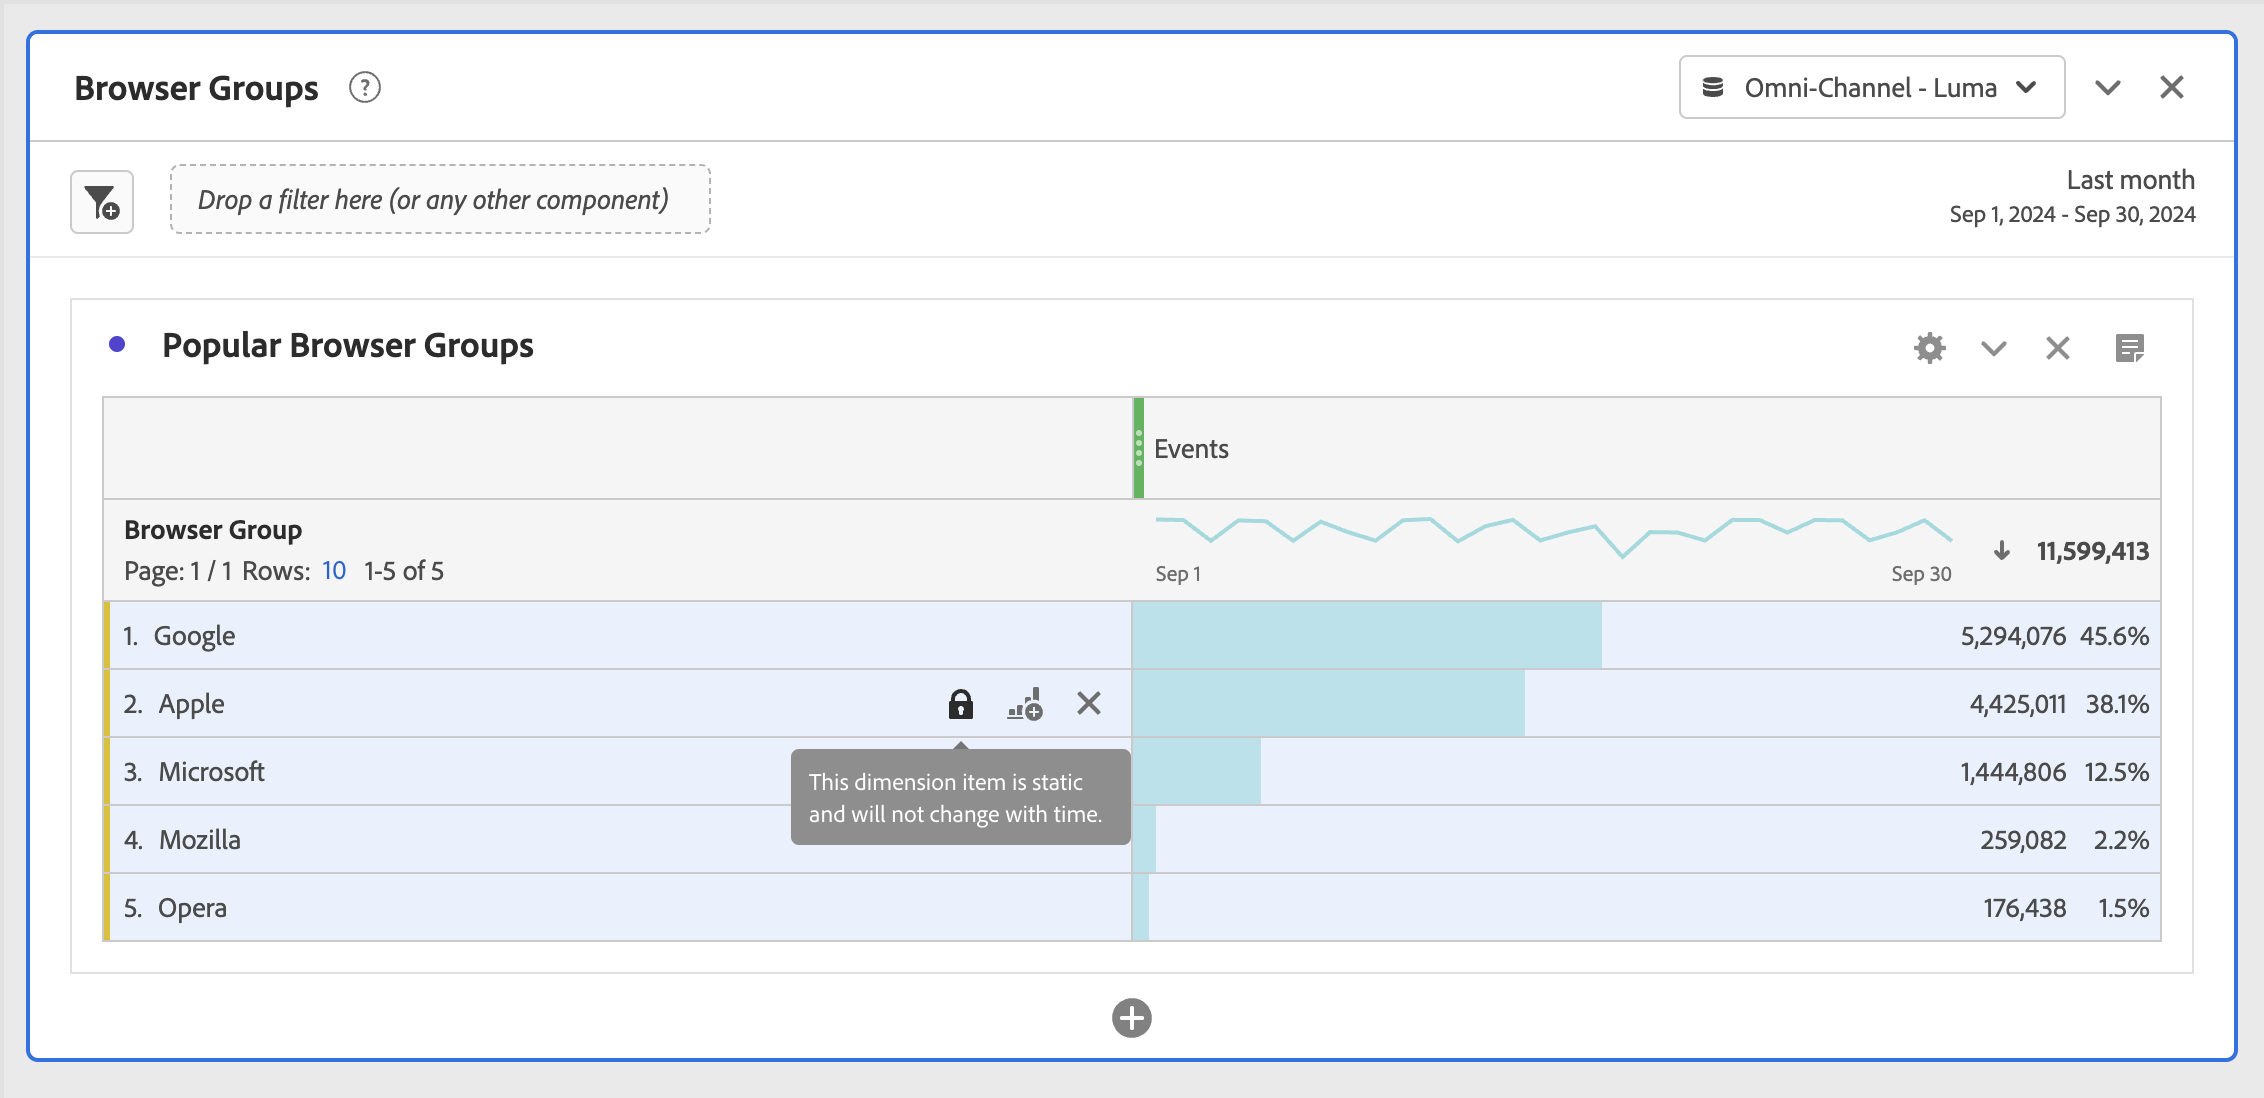 Browser Groups
Omni-Channel - Luma
Drop a filter here (or any other component)
Last month
Sep 1, 2024 - Sep 30, 2024
Popular Browser Groups
Events
Browser Group
Page: 1 / 1 Rows: 10 1-5 of 5
Sep 1
Sep 30
11,599,413
1. Google 5,294,076 45.6%
2. Apple 4,425,011 38.1%
This dimension item is static
and will not change with time.
3. Microsoft 1,444,806 12.5%
4. Mozilla 259,082 2.2%
5. Opera 176,438 1.5%